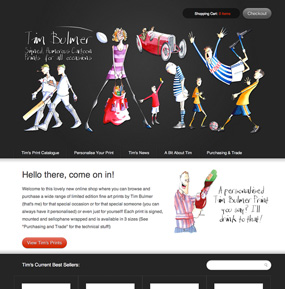 Shopping Cart: 0 items
Checkout
Tim Bulmer
Signed Humorous Cartoon
Prints for all occasions
Tim's Print Catalogue
Personalise Your Print
Tim's News
A Bit About Tim
Purchasing & Trade
Hello there, come on in!
Welcome to this lovely new online shop where you can browse and
purchase a wide range of limited edition fine art prints by Tim Bulmer
(that's me) for that special occasion or for that special someone (you can
always have it personalised) or even just for yourself! Each print is signed,
mounted and cellophane-wrapped and is available in 3 sizes (See
"Purchasing and Trade" for the technical stuff!)
A personalised
Tim Bulmer Print
you say? I'll
drink to that!
View Tim's Prints
Tim's Current Best Sellers: